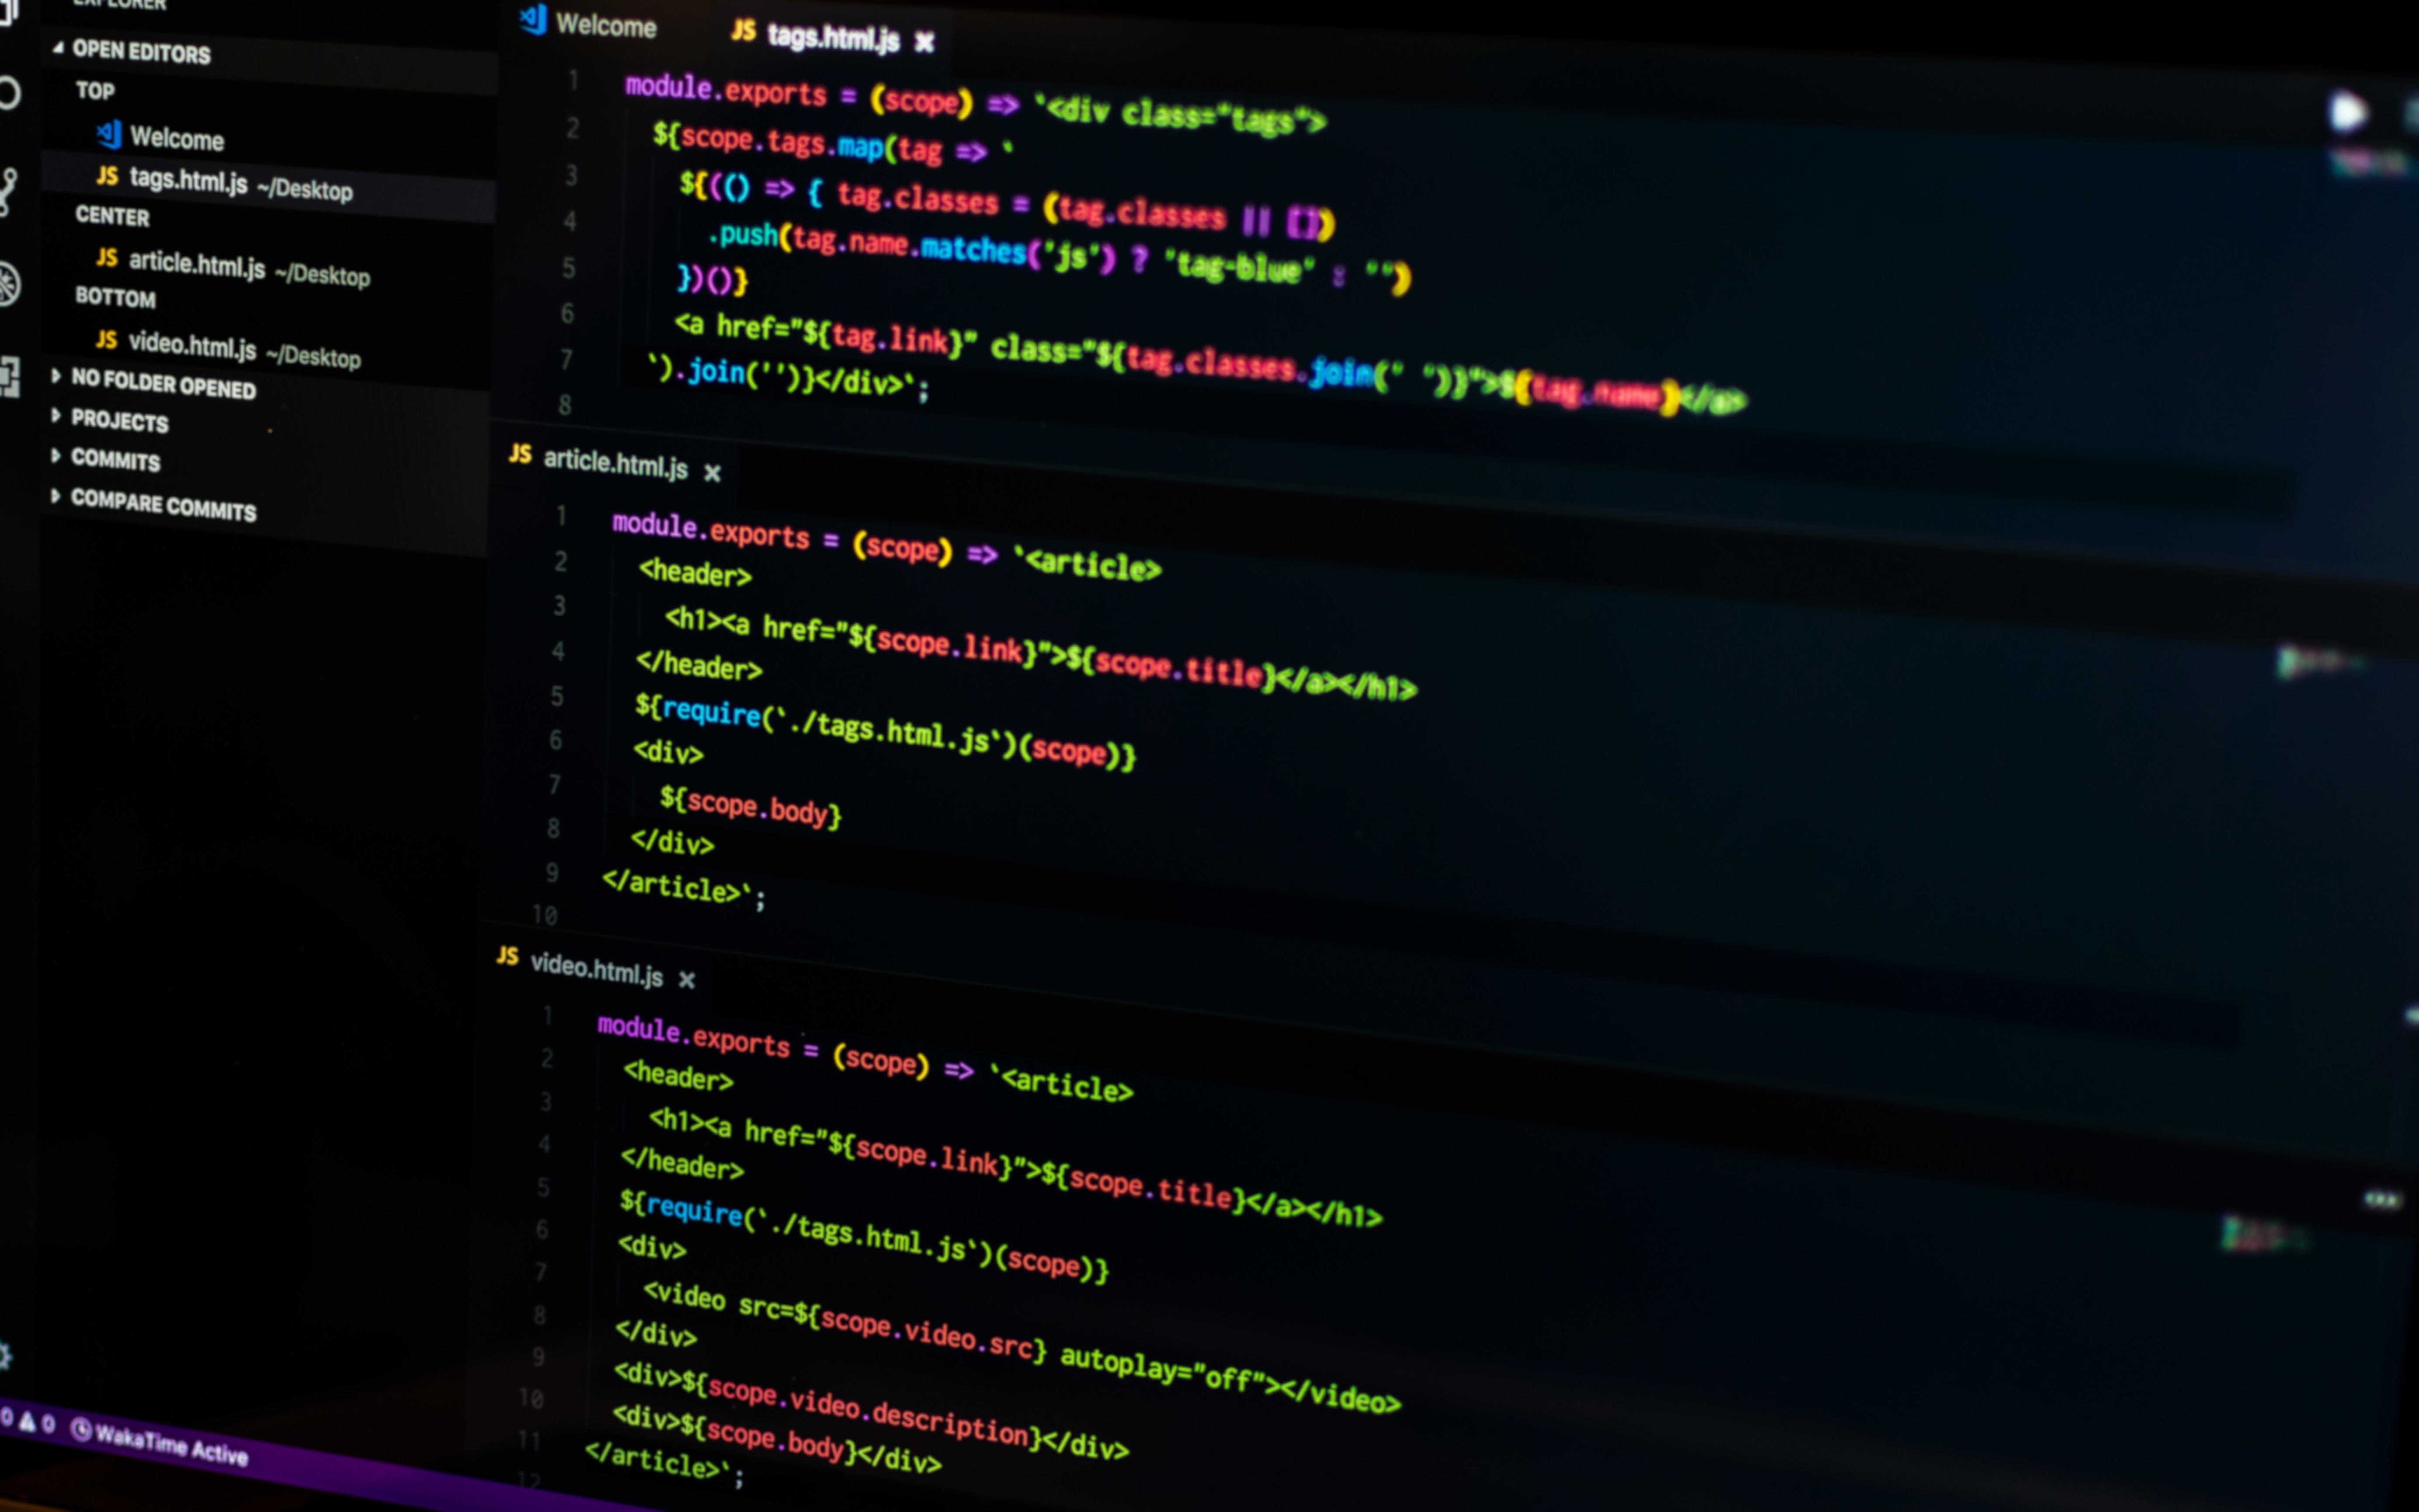 EXPLORER
OPEN EDITORS
TOP
Welcome
JS tags.html.js ~/Desktop
CENTER
JS article.html.js ~/Desktop
BOTTOM
JS video.html.js ~/Desktop
NO FOLDER OPENED
PROJECTS
COMMITS
COMPARE COMMITS
0 0 WakaTime Active
Welcome JS tags.html.js ×
1 module.exports = (scope) => `<div class="tags">
2 ${scope.tags.map(tag => `
3 ${(() => { tag.classes = (tag.classes || [])
4 .push(tag.name.matches('js') ? 'tag-blue' : '')
5 })()}
6 <a href="${tag.link}" class="${tag.classes.join(' ')}">${tag.name}</a>
7 `).join('')}</div>`;
8
JS article.html.js ×
1 module.exports = (scope) => `<article>
2 <header>
3 <h1><a href="${scope.link}">${scope.title}</a></h1>
4 </header>
5 ${require(`./tags.html.js`)(scope)}
6 <div>
7 ${scope.body}
8 </div>
9 </article>`;
10
JS video.html.js ×
1 module.exports = (scope) => `<article>
2 <header>
3 <h1><a href="${scope.link}">${scope.title}</a></h1>
4 </header>
5 ${require(`./tags.html.js`)(scope)}
6 <div>
7 <video src=${scope.video.src} autoplay="off"></video>
8 </div>
9 <div>${scope.video.description}</div>
10 <div>${scope.body}</div>
11 </article>`;
12